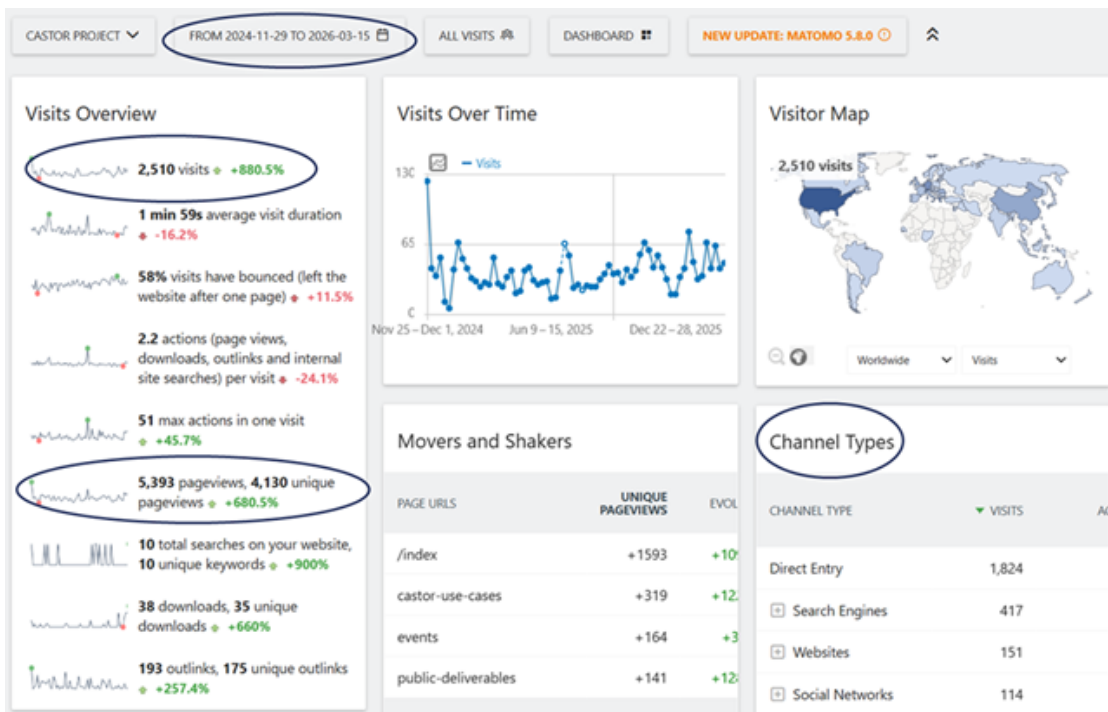 CASTOR PROJECT
FROM 2024-11-29 TO 2026-03-15
ALL VISITS
DASHBOARD
NEW UPDATE: MATOMO 5.8.0
Visits Overview
2,510 visits +880.5%
1 min 59s average visit duration
-16.2%
58% visits have bounced (left the
website after one page) +11.5%
2.2 actions (page views,
downloads, outlinks and internal
site searches) per visit -24.1%
51 max actions in one visit
+45.7%
5,393 pageviews, 4,130 unique
pageviews +680.5%
10 total searches on your website,
10 unique keywords +900%
38 downloads, 35 unique
downloads +660%
193 outlinks, 175 unique outlinks
+257.4%
Visits Over Time
Visits
130
65
0
Nov 25 – Dec 1, 2024 Jun 9 – 15, 2025 Dec 22 – 28, 2025
Visitor Map
2,510 visits
Worldwide Visits
Movers and Shakers
PAGE URLS UNIQUE PAGEVIEWS EVOL
/index +1593
castor-use-cases +319 +12.
events +164 +3
public-deliverables +141
Channel Types
CHANNEL TYPE VISITS
Direct Entry 1,824
Search Engines 417
Websites 151
Social Networks 114